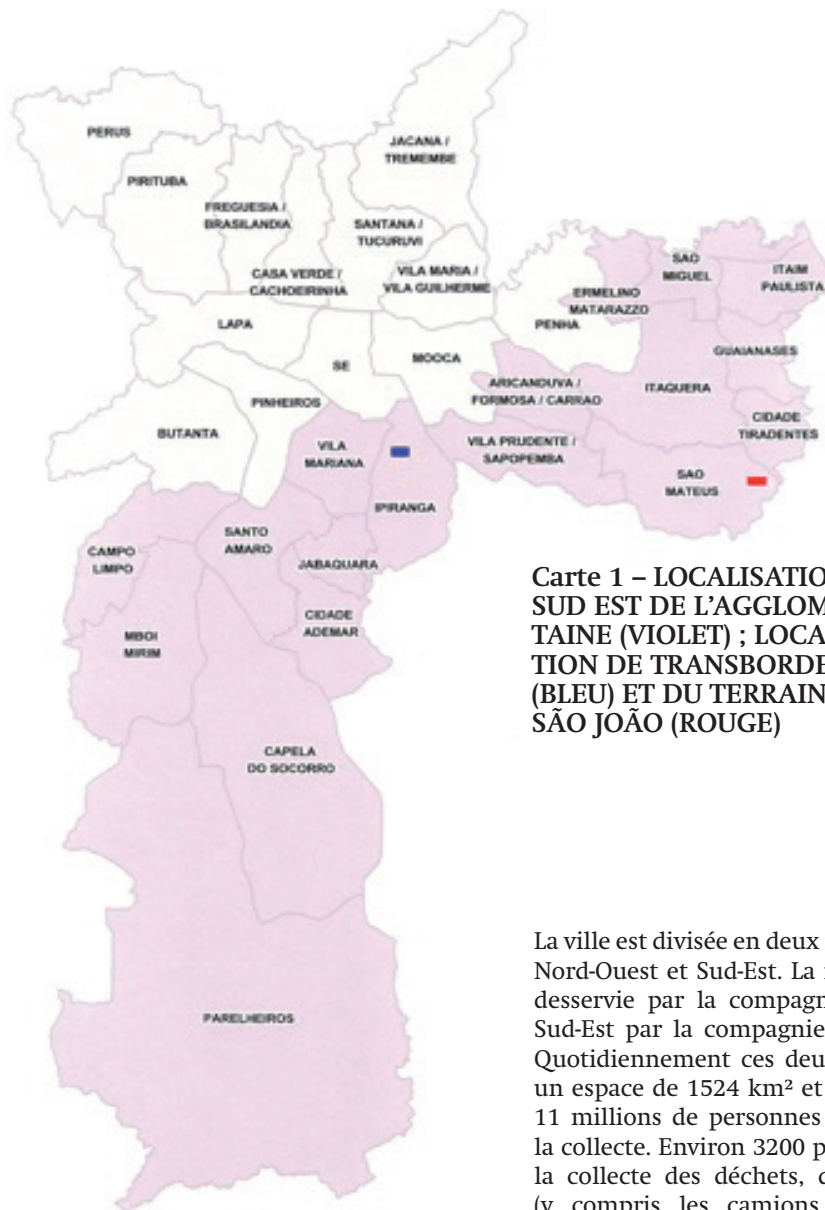 PERUS
JACANA /
TREMEMBE
PIRITUBA
FREGUESIA /
BRASILANDIA
SANTANA /
TUCURUVI
CASA VERDE /
CACHOEIRINHA
VILA MARIA /
VILA GUILHERME
SAO
MIGUEL
ITAIM
PAULISTA
ERMELINO
MATARAZZO
PENHA
LAPA
SE
MOOCA
GUAIANASES
ARICANDUVA /
FORMOSA / CARRAO
ITAQUERA
PINHEIROS
BUTANTA
VILA
MARIANA
VILA PRUDENTE /
SAPOPEMBA
CIDADE
TIRADENTES
SAO
MATEUS
IPIRANGA
SANTO
AMARO
CAMPO
LIMPO
JABAQUARA
CIDADE
ADEMAR
MBOI
MIRIM
CAPELA
DO SOCORRO
PARELHEIROS
Carte 1 – LOCALISATIO
SUD EST DE L'AGGLOM
TAINE (VIOLET) ; LOCA
TION DE TRANSBORDE
(BLEU) ET DU TERRAIN
SÃO JOÃO (ROUGE)
La ville est divisée en deux
Nord-Ouest et Sud-Est. La
desservie par la compagn
Sud-Est par la compagnie
Quotidiennement ces deu
un espace de 1524 km² et
11 millions de personnes
la collecte. Environ 3200 p
la collecte des déchets, 
(y compris les camions